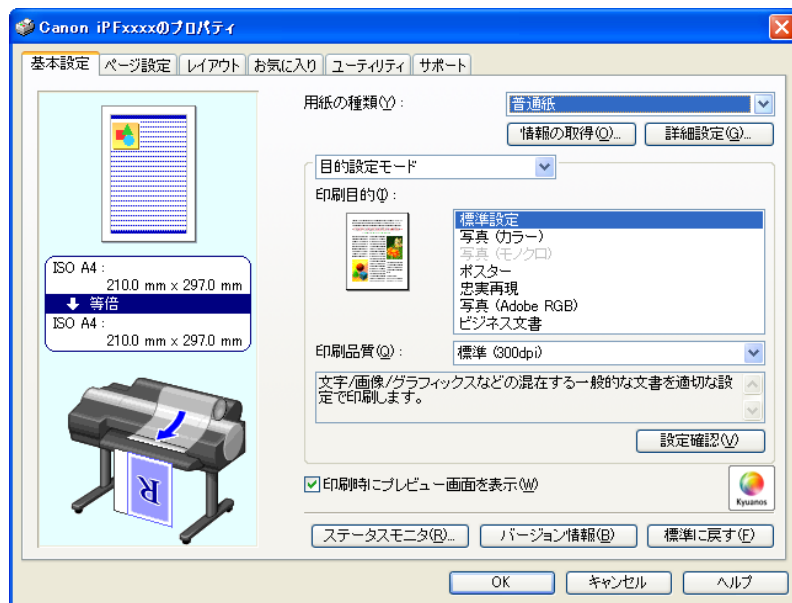 Canon iPFxxxxのプロパティ
基本設定 ページ設定 レイアウト お気に入り ユーティリティ サポート
用紙の種類(Y) : 普通紙
情報の取得(O)... 詳細設定(G)...
目的設定モード
印刷目的(I) :
標準設定
写真 (カラー)
写真 (モノクロ)
ポスター
忠実再現
写真 (Adobe RGB)
ビジネス文書
ISO A4 :
210.0 mm x 297.0 mm
等倍
ISO A4 :
210.0 mm x 297.0 mm
R
印刷品質(Q) : 標準 (300dpi)
文字/画像/グラフィックスなどの混在する一般的な文書を適切な設
定で印刷します。
設定確認(V)
印刷時にプレビュー画面を表示(W)
Kyuanos
ステータスモニタ(R)... バージョン情報(B) 標準に戻す(F)
OK キャンセル ヘルプ